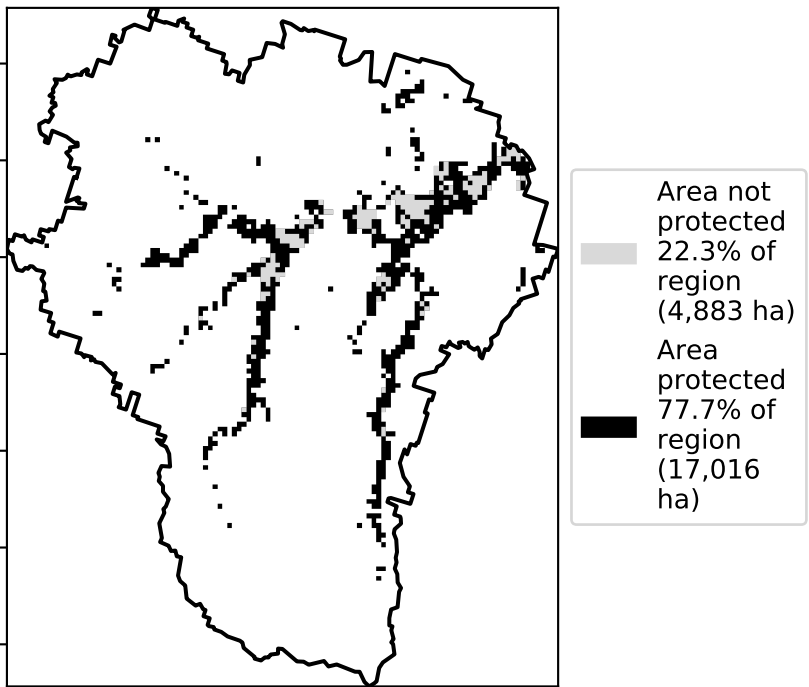 Area not
protected
22.3% of
region
(4,883 ha)
Area
protected
77.7% of
region
(17,016
ha)